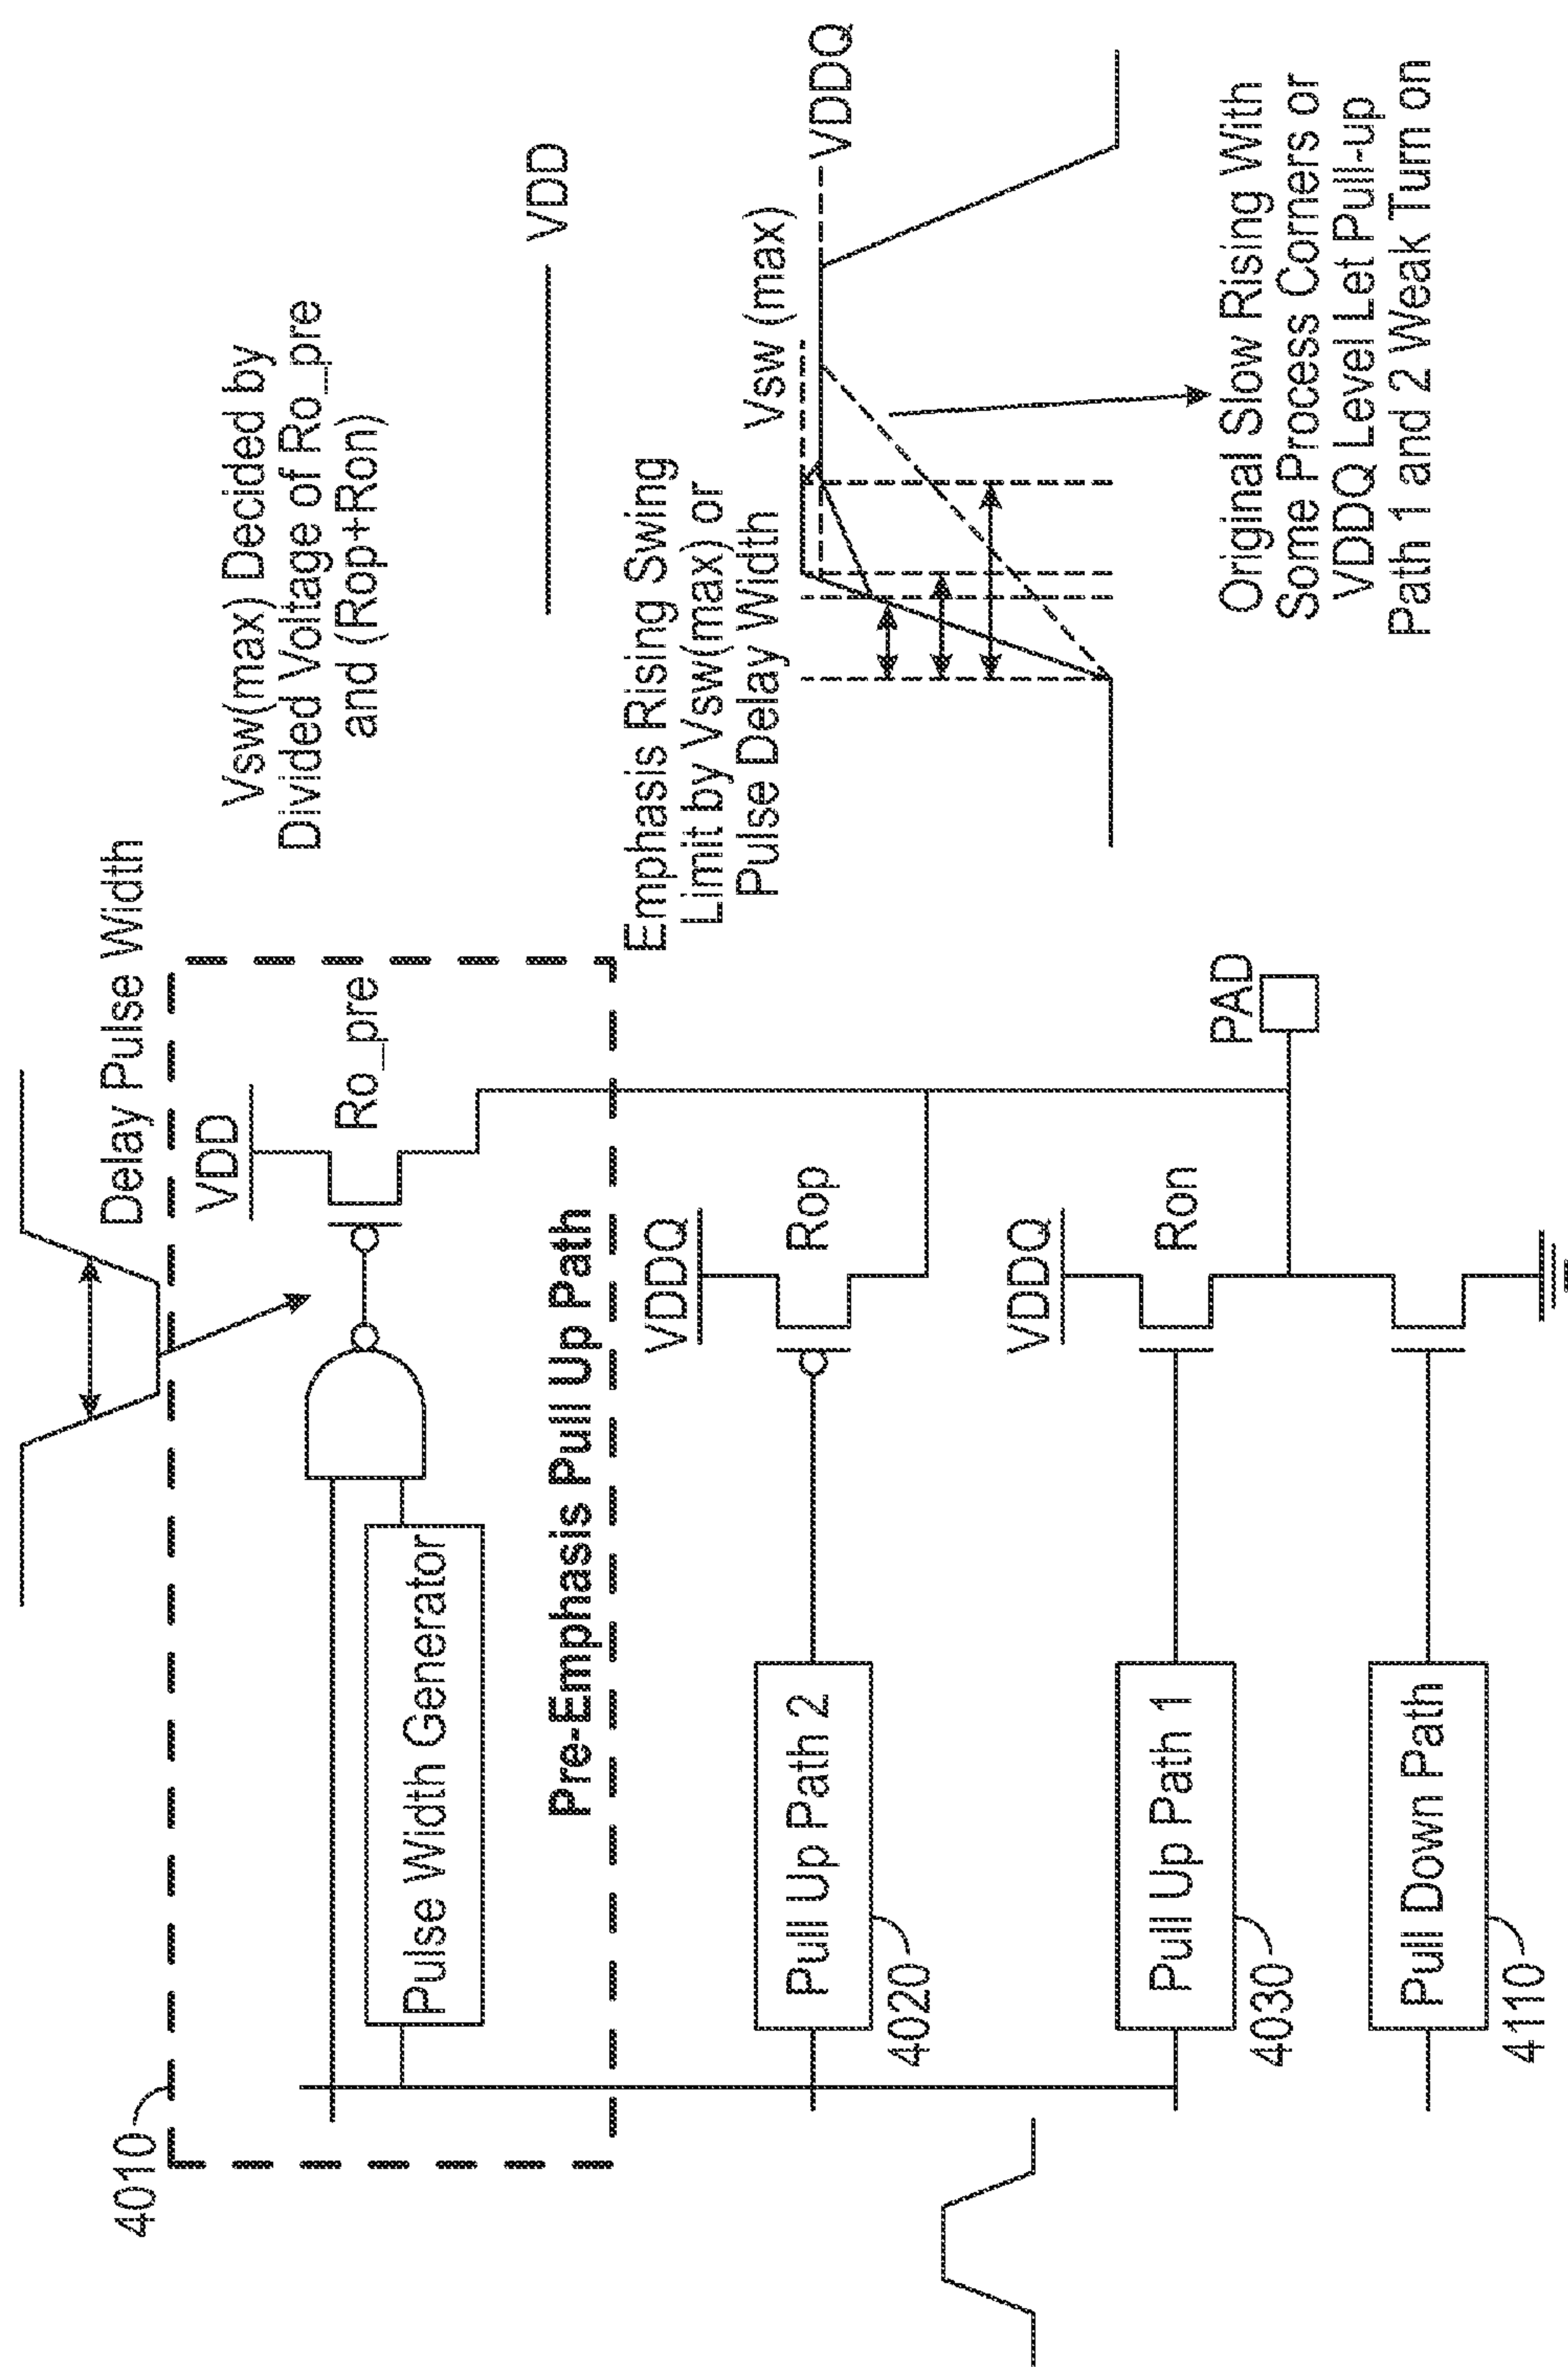 4010
Delay Pulse Width
VDD
Ro_pre
Pulse Width Generator
Pre-Emphasis Pull Up Path
Vsw(max) Decided by
Divided Voltage of Ro_pre
and (Rop+Ron)
VDD
Emphasis Rising Swing
Limit by Vsw(max) or
Pulse Delay Width
Vsw (max)
VDDQ
Original Slow Rising With
Some Process Corners or
VDDQ Level Let Pull-up
Path 1 and 2 Weak Turn on
Pull Up Path 2
4020
VDDQ
Rop
Pull Up Path 1
4030
VDDQ
Ron
PAD
Pull Down Path
4110